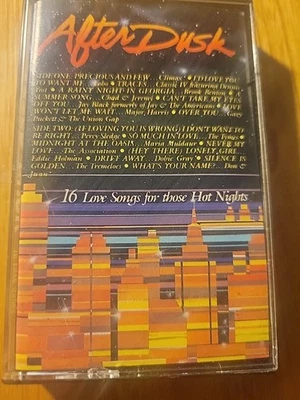 After Dusk
SIDE ONE: PRECIOUS AND FEW... Climax • I'D LOVE YOU
TO WANT ME... Lobo • TRACES... Classic IV featuring Dennis
Yost • A RAINY NIGHT IN GEORGIA... Brook Benton • A
SUMMER SONG... Chad & Jeremy • CAN'T TAKE MY EYES
OFF YOU... Jay Black formerly of Jay & The Americans • LOVE
WON'T LET ME WAIT... Major Harris • OVER YOU... Gary
Puckett & The Union Gap
SIDE TWO: (IF LOVING YOU IS WRONG) I DON'T WANT TO
BE RIGHT... Percy Sledge • SO MUCH IN LOVE... The Tymes •
MIDNIGHT AT THE OASIS... Maria Muldaur • NEVER MY
LOVE... The Association • (HEY THERE) LONELY GIRL...
Eddie Holman • DRIFT AWAY... Dobie Gray • SILENCE IS
GOLDEN... The Tremeloes • WHAT'S YOUR NAME?... Don &
Juan
16 Love Songs for those Hot Nights